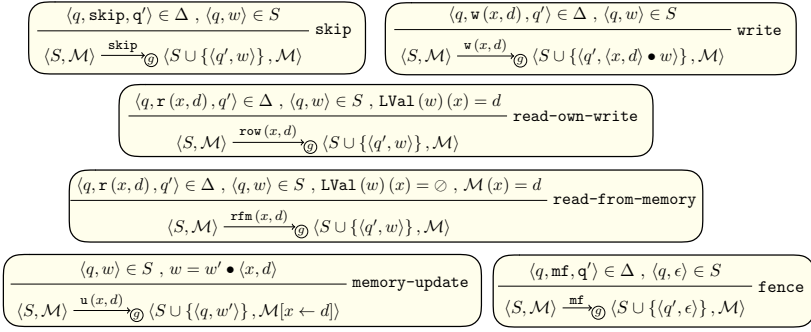 ⟨q, skip, q′⟩ ∈ Δ , ⟨q, w⟩ ∈ S
⟨S, M⟩ —skip→ⓖ ⟨S ∪ {⟨q′, w⟩} , M⟩ skip
⟨q, w (x, d) , q′⟩ ∈ Δ , ⟨q, w⟩ ∈ S
⟨S, M⟩ —w (x, d)→ⓖ ⟨S ∪ {⟨q′, ⟨x, d⟩ • w⟩} , M⟩ write
⟨q, r (x, d) , q′⟩ ∈ Δ , ⟨q, w⟩ ∈ S , LVal (w) (x) = d
⟨S, M⟩ —row (x, d)→ⓖ ⟨S ∪ {⟨q′, w⟩} , M⟩ read-own-write
⟨q, r (x, d) , q′⟩ ∈ Δ , ⟨q, w⟩ ∈ S , LVal (w) (x) = ⊘ , M (x) = d
⟨S, M⟩ —rfm (x, d)→ⓖ ⟨S ∪ {⟨q′, w⟩} , M⟩ read-from-memory
⟨q, w⟩ ∈ S , w = w′ • ⟨x, d⟩
⟨S, M⟩ —u (x, d)→ⓖ ⟨S ∪ {⟨q, w′⟩} , M[x ← d]⟩ memory-update
⟨q, mf, q′⟩ ∈ Δ , ⟨q, ϵ⟩ ∈ S
⟨S, M⟩ —mf→ⓖ ⟨S ∪ {⟨q′, ϵ⟩} , M⟩ fence